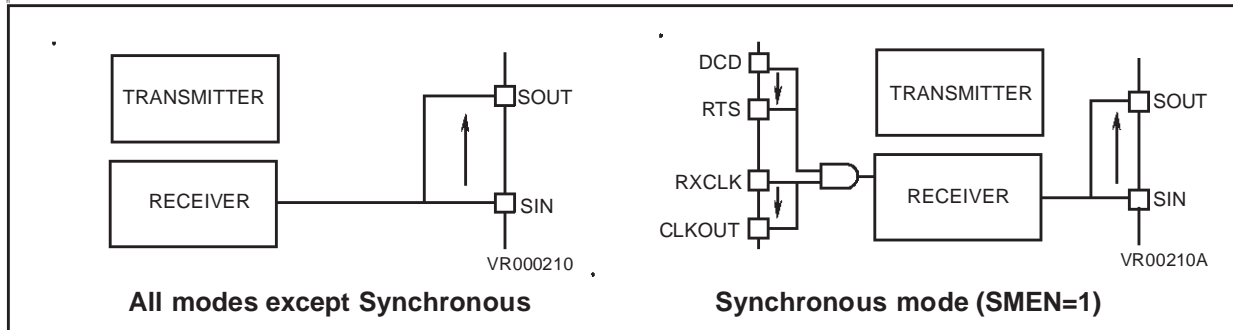 TRANSMITTER
SOUT
RECEIVER
SIN
VR000210
All modes except Synchronous
DCD
RTS
TRANSMITTER
SOUT
RXCLK
RECEIVER
SIN
CLKOUT
VR00210A
Synchronous mode (SMEN=1)